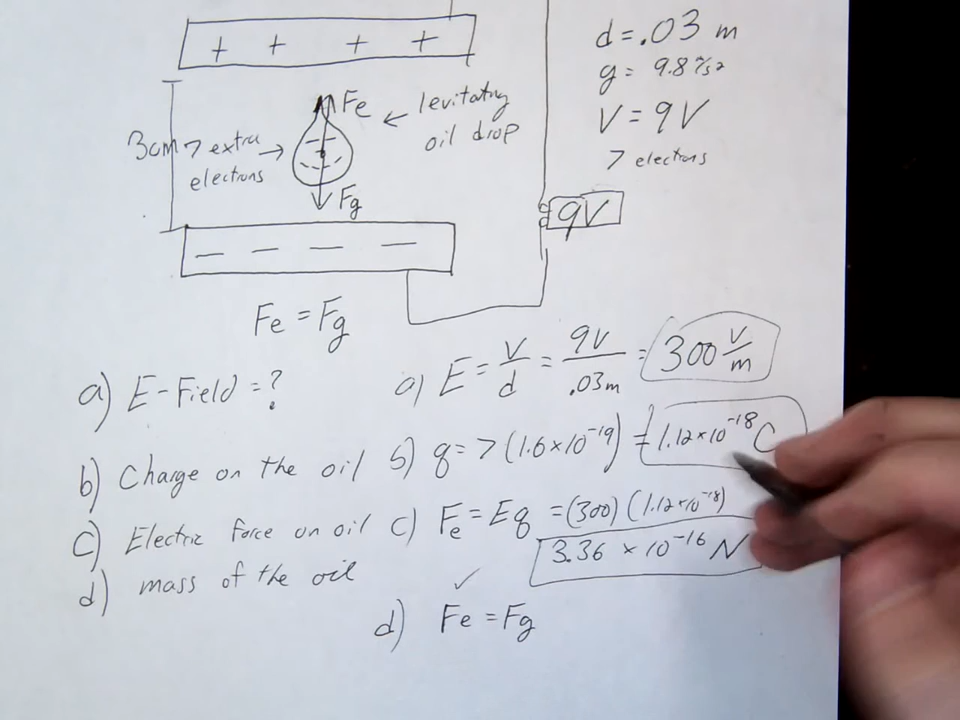 + + + +
d = .03 m
g = 9.8 m/s²
V = 9V
7 electrons
Fe
levitating
oil drop
3cm
7 extra
electrons
Fg
9V
Fe = Fg
a) E-Field = ?
a) E = V/d = 9V/.03m = 300 V/m
b) Charge on the oil
b) q = 7 (1.6 × 10⁻¹⁹) = 1.12 × 10⁻¹⁸ C
c) Electric force on oil
c) Fe = Eq = (300) (1.12 × 10⁻¹⁸)
3.36 × 10⁻¹⁶ N
d) mass of the oil
✓
d) Fe = Fg